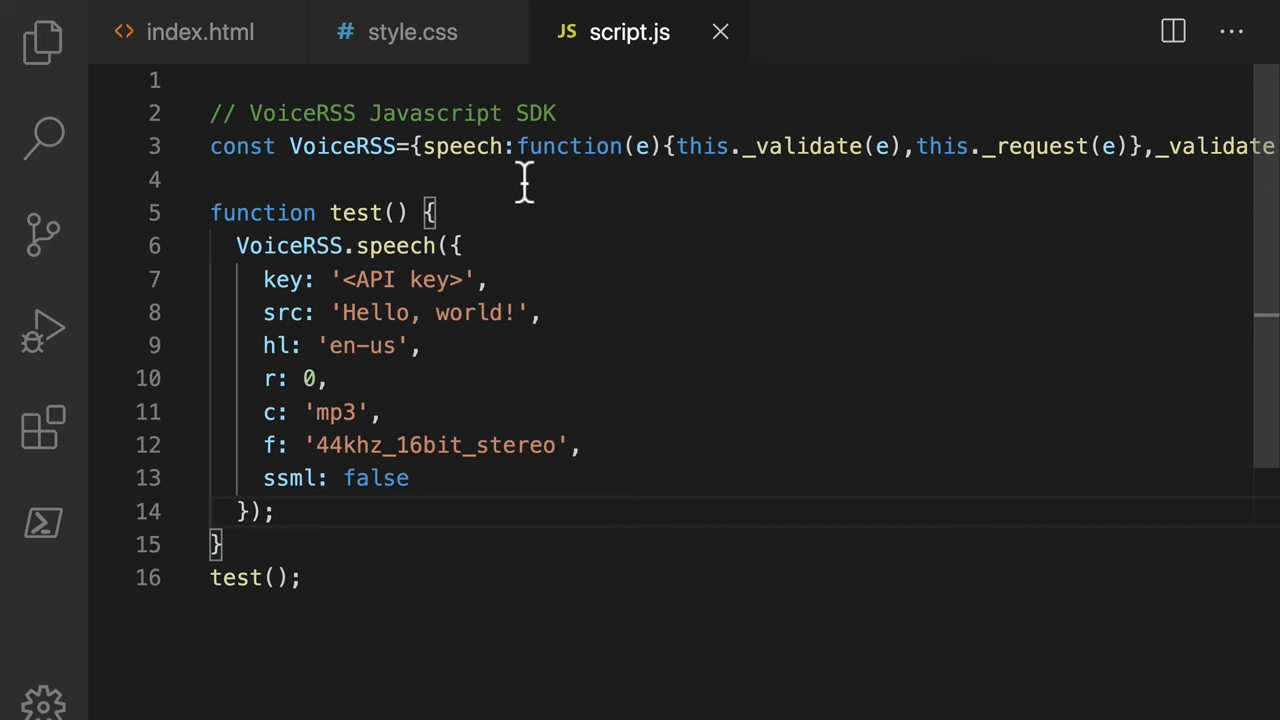 index.html
# style.css
JS script.js
1
2 // VoiceRSS Javascript SDK
3 const VoiceRSS={speech:function(e){this._validate(e),this._request(e)},_validate
4
5 function test() {
6 VoiceRSS.speech({
7 key: '<API key>',
8 src: 'Hello, world!',
9 hl: 'en-us',
10 r: 0,
11 c: 'mp3',
12 f: '44khz_16bit_stereo',
13 ssml: false
14 });
15 }
16 test();